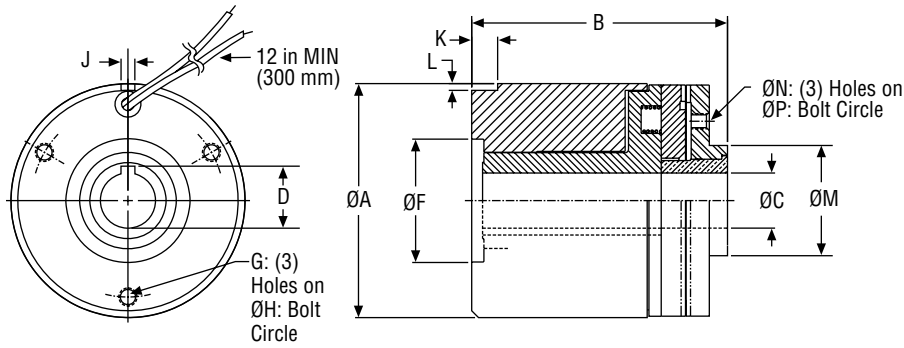 J
12 in MIN
(300 mm)
D
G: (3)
Holes on
ØH: Bolt
Circle
B
K
L
ØA
ØF
ØC
ØM
ØN: (3) Holes on
ØP: Bolt Circle